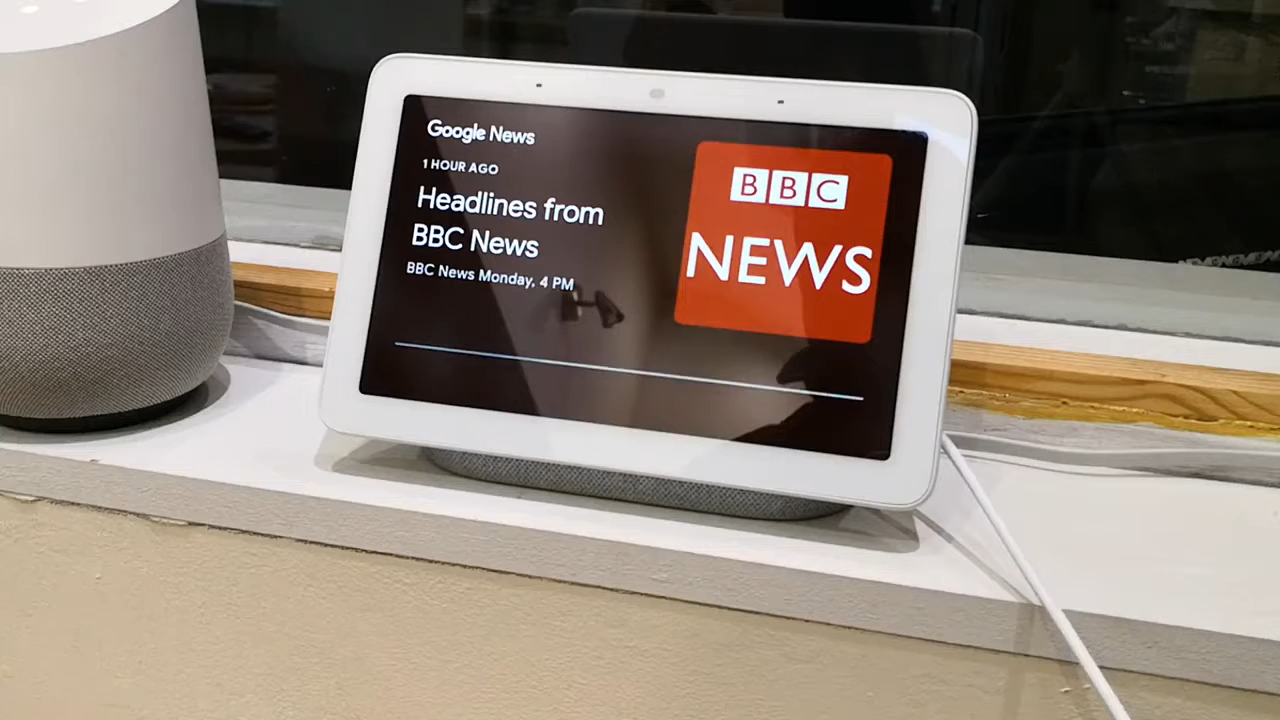 Google News
1 HOUR AGO
Headlines from
BBC News
BBC News Monday, 4 PM
BBC
NEWS